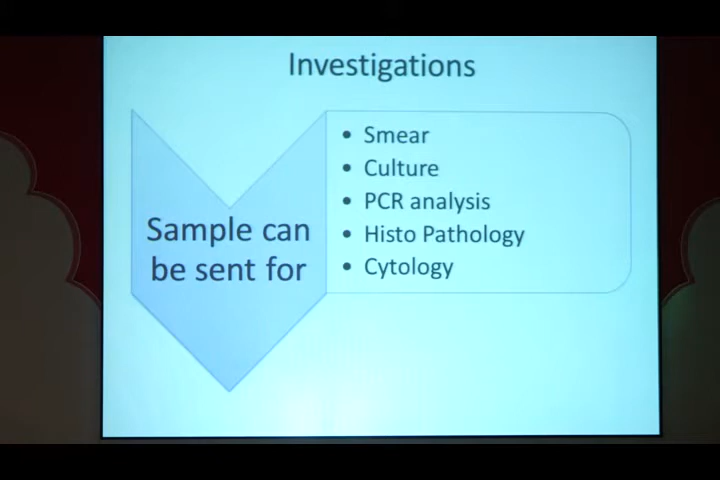 Investigations
Sample can
be sent for
• Smear
• Culture
• PCR analysis
• Histo Pathology
• Cytology